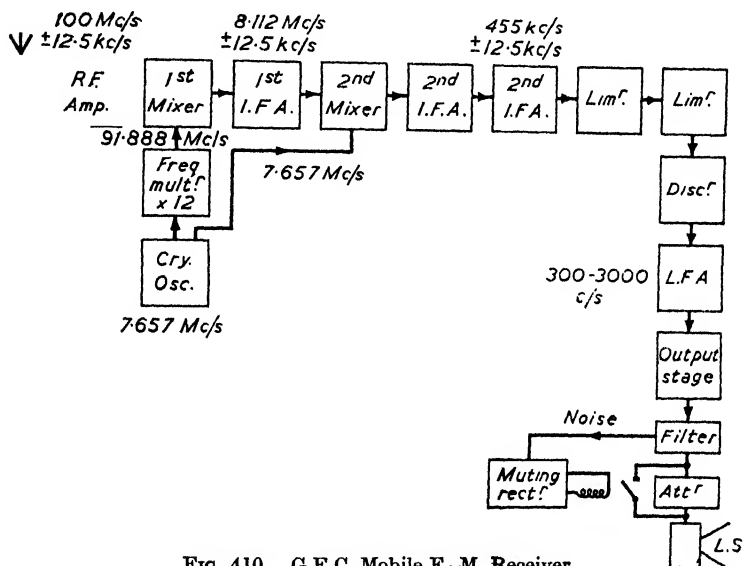 100 Mc/s
±12.5kc/s
8.112 Mc/s
±12.5 kc/s
455 kc/s
±12.5kc/s
R.F.
Amp.
1st
Mixer
1st
I.F.A.
2nd
Mixer
2nd
I.F.A.
2nd
I.F.A.
Limr.
Limr.
91.888 Mc/s
Freq
multr.
x 12
7.657 Mc/s
Discr.
Cry.
Osc.
7.657 Mc/s
300-3000
c/s
L.F A
Output
stage
Noise
Filter
Muting
rectr.
Attr
L.S
FIG. 410. G.E.C. Mobile F.-M. Receiver